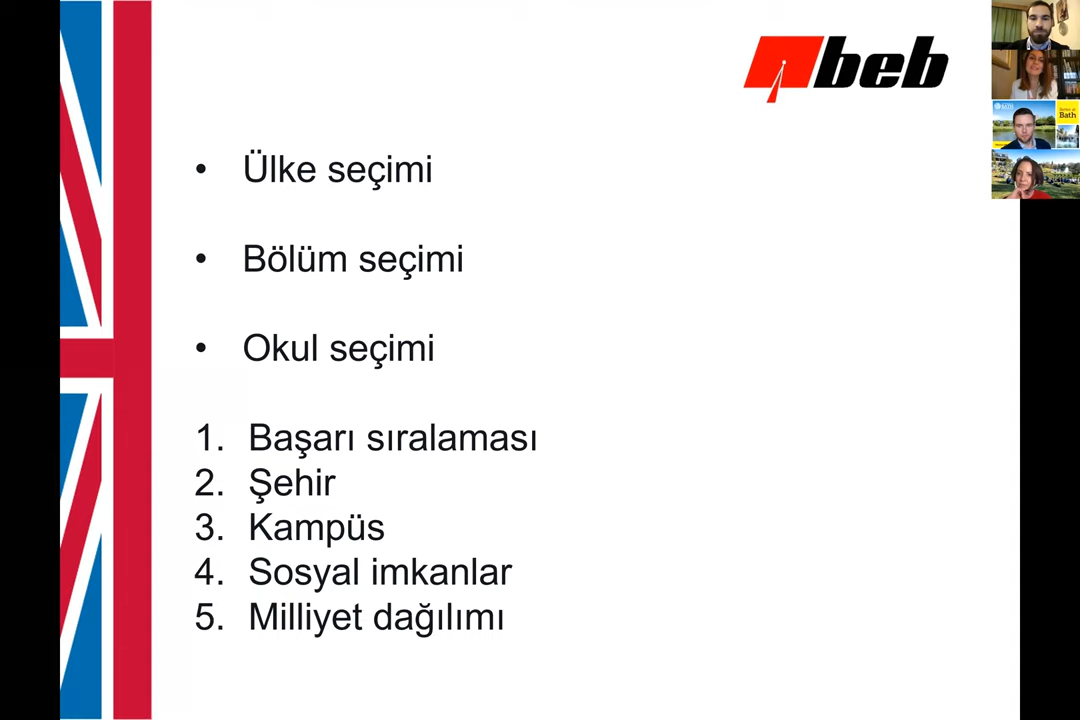 beb
Ülke seçimi
Bölüm seçimi
Okul seçimi
1. Başarı sıralaması
2. Şehir
3. Kampüs
4. Sosyal imkanlar
5. Milliyet dağılımı
Bath